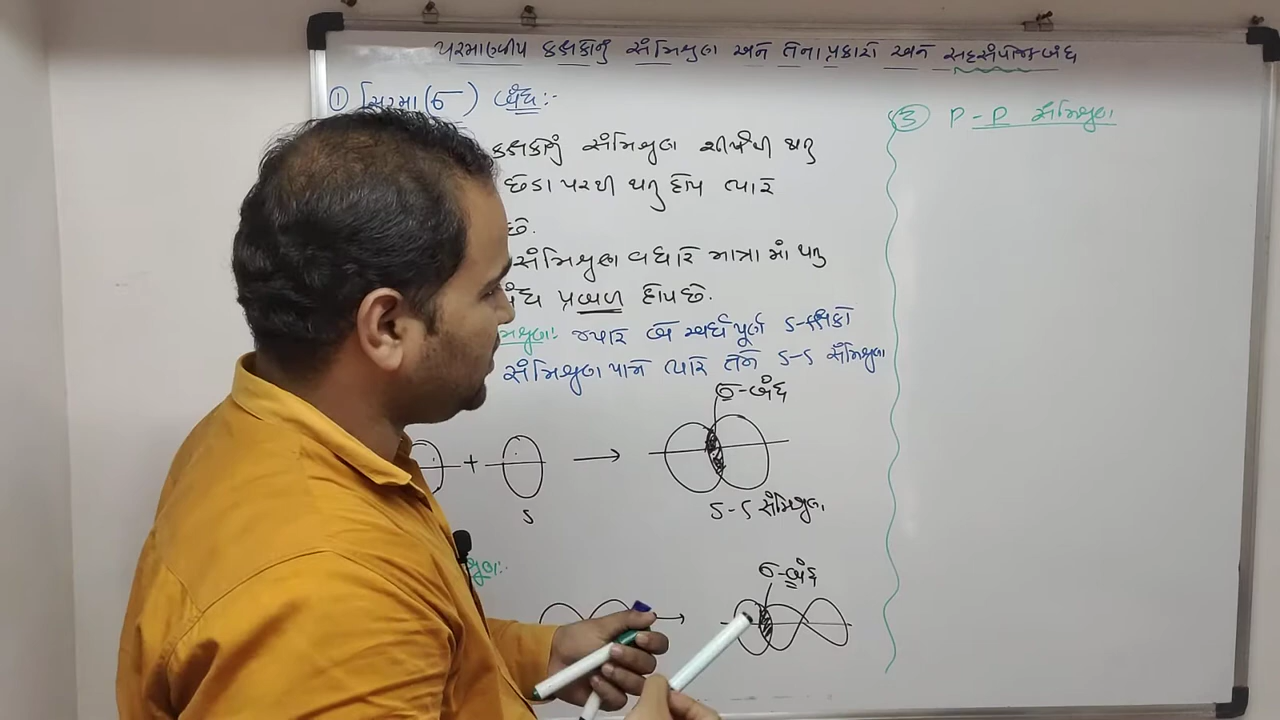 પરમાણ્વીય કક્ષકોનું સંમિશ્રણ અને તેના પ્રકારો અને સહસંયોજક બંધ
① સિગ્મા (σ) બંધ:-
કક્ષકોનું સંમિશ્રણ સીધેથી થતુ
છેડા પરથી થતુ હોય ત્યારે
છે.
સંમિશ્રણ વધારે માત્રા માં થતુ
બંધ પ્રબળ હોય છે.
જ્યારે બે અર્ધપૂર્ણ s-કક્ષકો
સંમિશ્રણ પામે ત્યારે તેને s-s સંમિશ્રણ
σ-બંધ
+ →
s
s-s સંમિશ્રણ
σ-બંધ
→
③ P-P સંમિશ્રણ